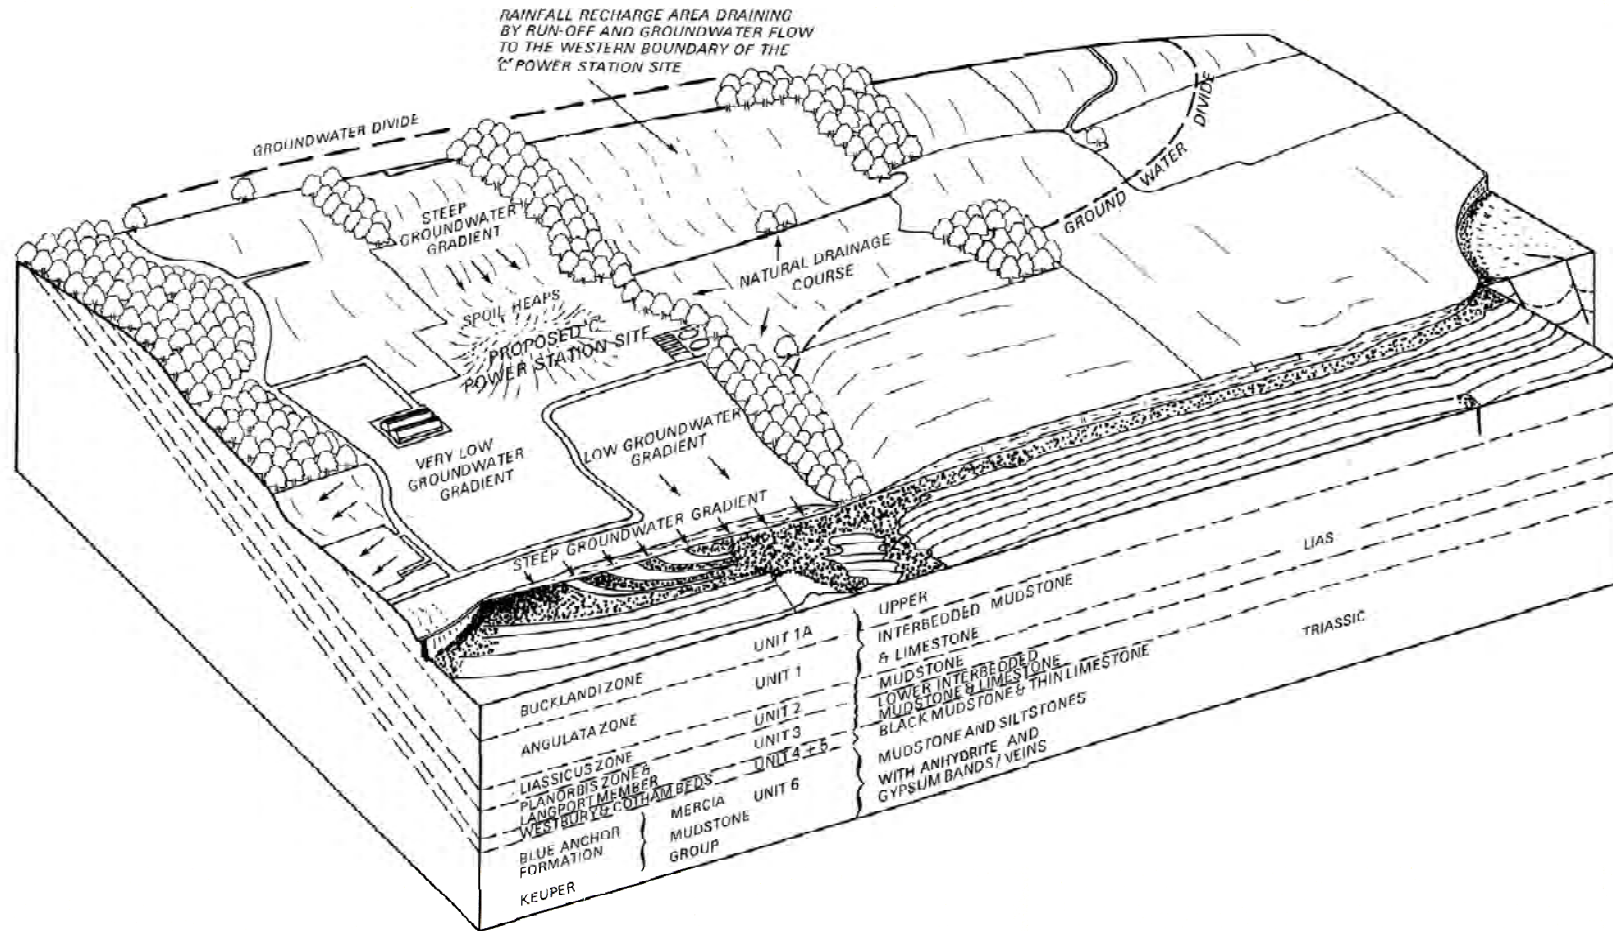 RAINFALL RECHARGE AREA DRAINING
BY RUN-OFF AND GROUNDWATER FLOW
TO THE WESTERN BOUNDARY OF THE
'C' POWER STATION SITE
GROUNDWATER DIVIDE
GROUND WATER DIVIDE
STEEP
GROUNDWATER
GRADIENT
NATURAL DRAINAGE
COURSE
SPOIL HEAPS
PROPOSED 'C'
POWER STATION SITE
VERY LOW
GROUNDWATER
GRADIENT
LOW GROUNDWATER
GRADIENT
STEEP GROUNDWATER GRADIENT
BUCKLANDI ZONE
UNIT 1A
UPPER
INTERBEDDED MUDSTONE
& LIMESTONE
LIAS
ANGULATA ZONE
UNIT 1
LIASSICUS ZONE
UNIT 2
MUDSTONE
PLANORBIS ZONE &
LANGPORT MEMBER
UNIT 3
LOWER INTERBEDDED
MUDSTONE & LIMESTONE
WESTBURY & COTHAM BEDS
UNIT 4 + 5
BLACK MUDSTONE & THIN LIMESTONE
TRIASSIC
BLUE ANCHOR
FORMATION
MERCIA
MUDSTONE
GROUP
UNIT 6
MUDSTONE AND SILTSTONES
WITH ANHYDRITE AND
GYPSUM BANDS / VEINS
KEUPER